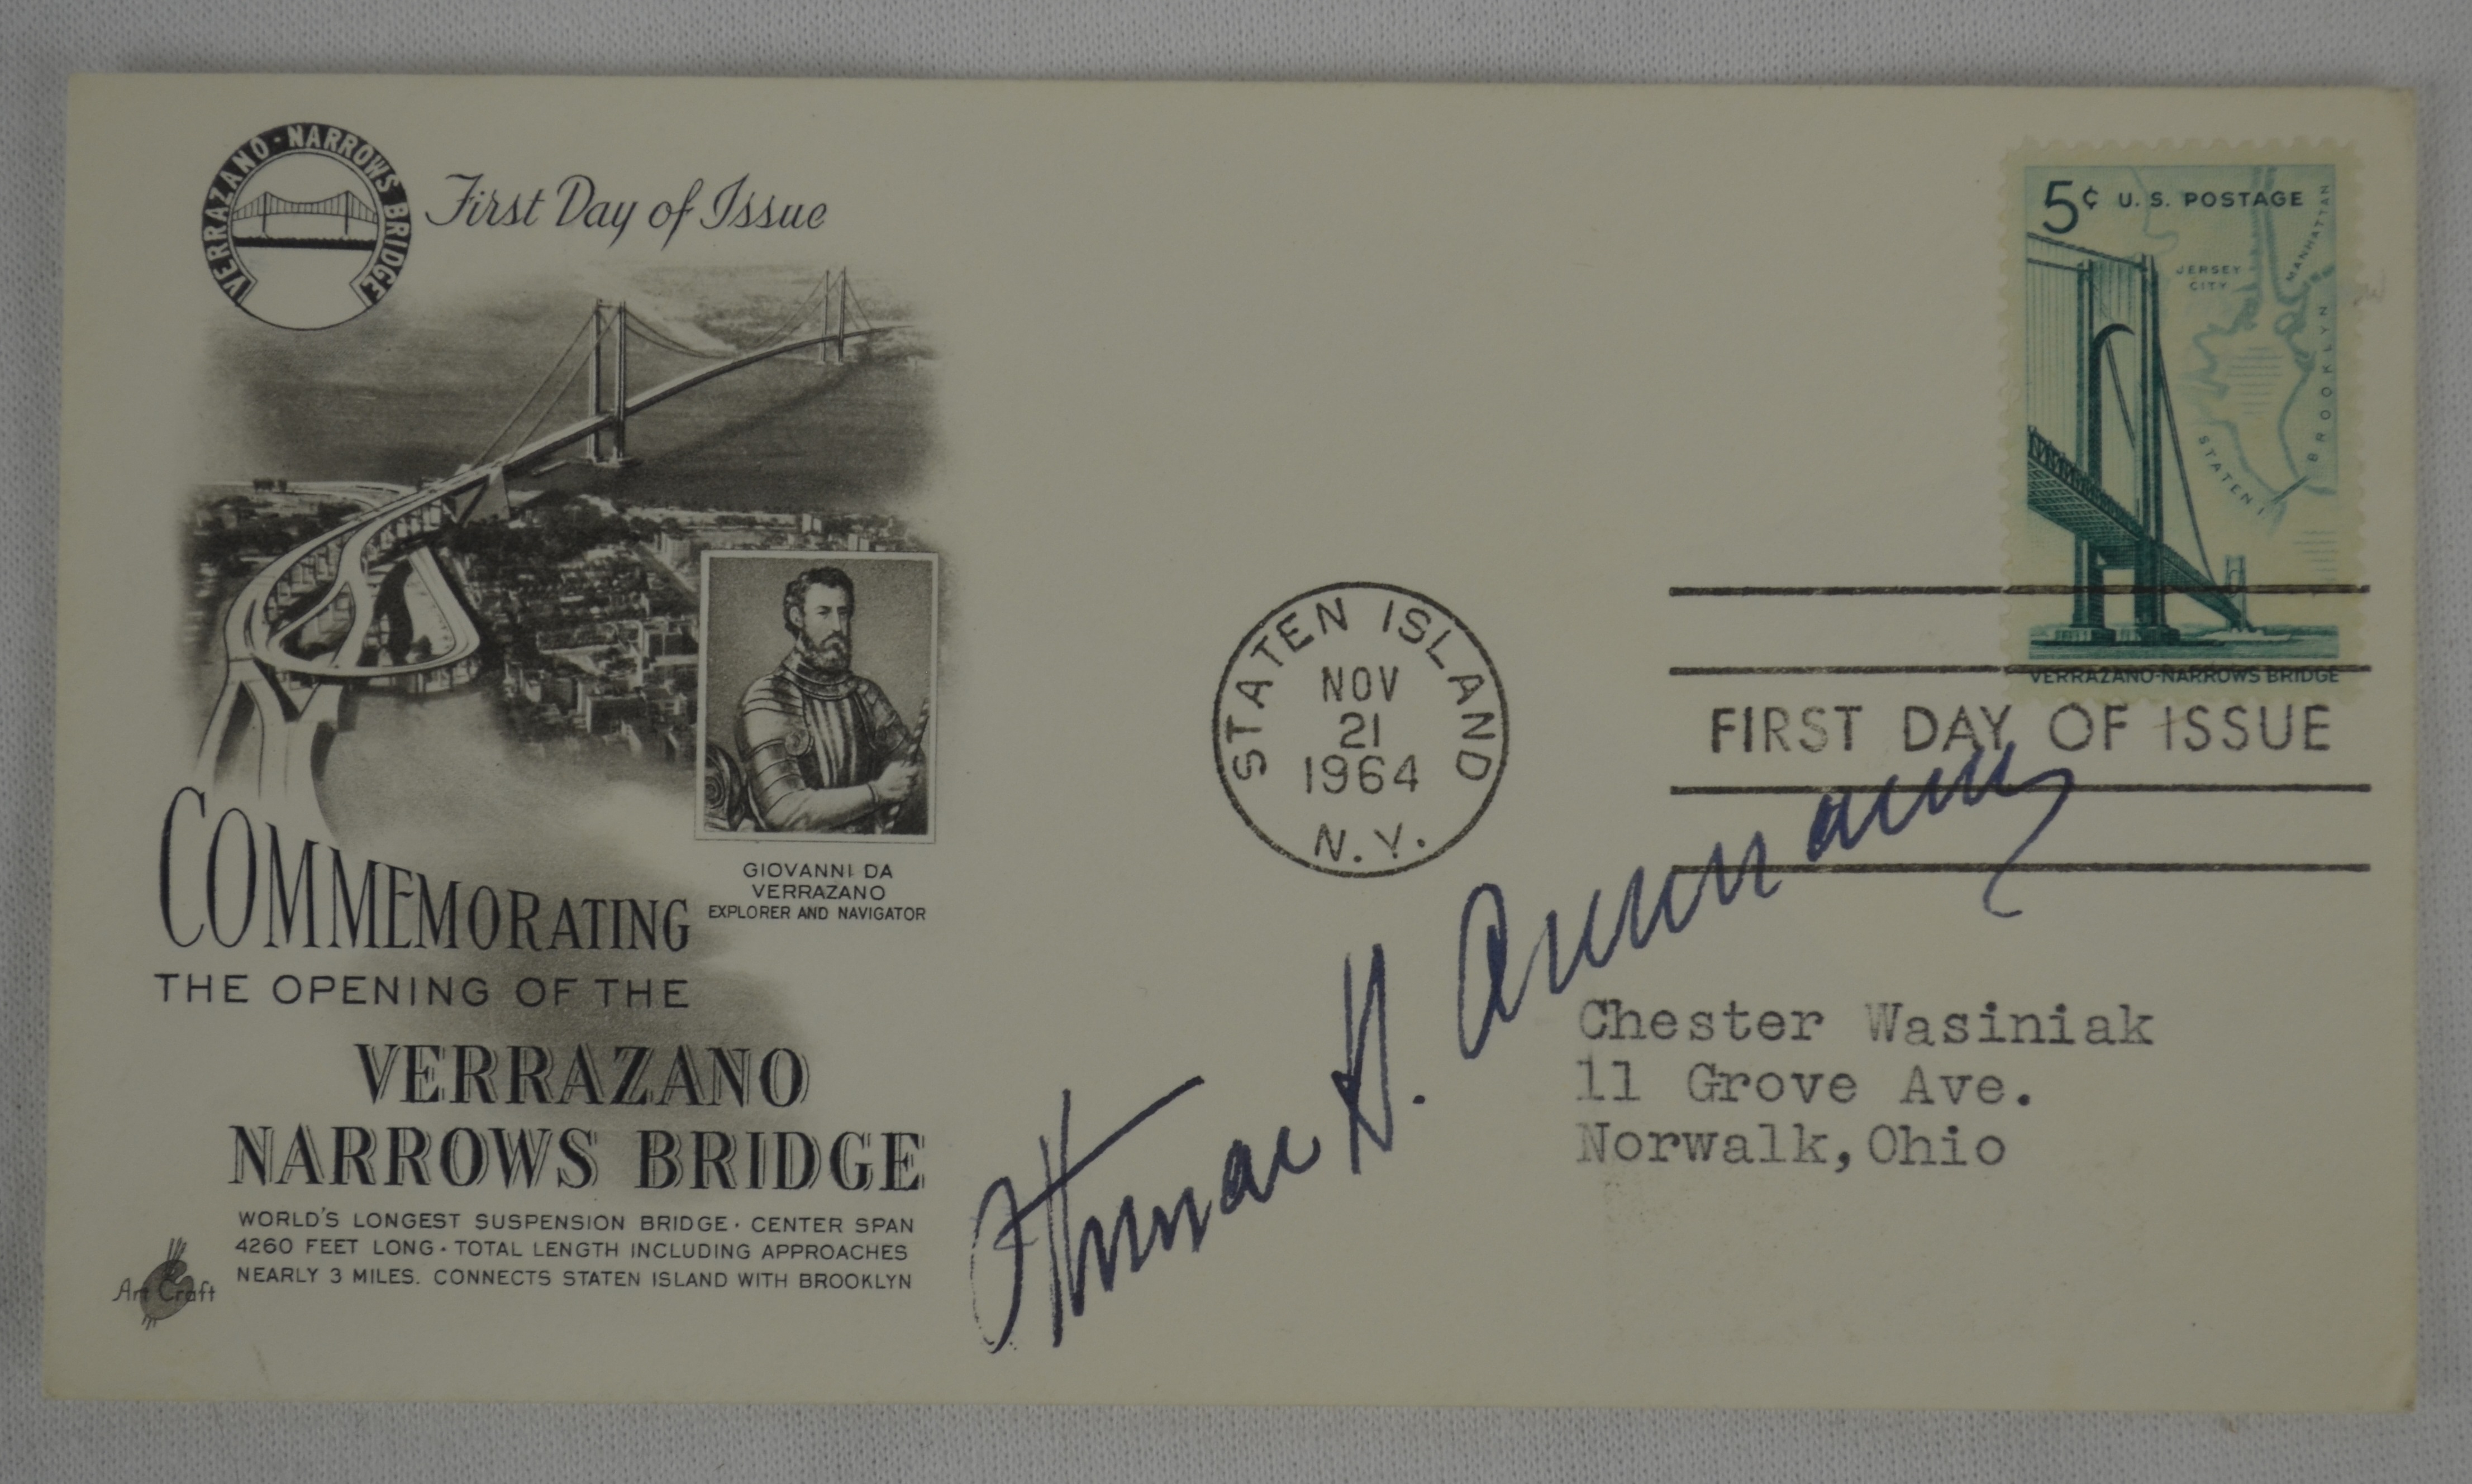 VERRAZANO-NARROWS BRIDGE
First Day of Issue
5¢ U.S. POSTAGE
MANHATTAN
JERSEY
CITY
BROOKLYN
STATEN I
VERRAZANO-NARROWS BRIDGE
STATEN ISLAND
NOV
21
1964
N.Y.
FIRST DAY OF ISSUE
GIOVANNI DA
VERRAZANO
EXPLORER AND NAVIGATOR
COMMEMORATING
THE OPENING OF THE
VERRAZANO
NARROWS BRIDGE
WORLD'S LONGEST SUSPENSION BRIDGE · CENTER SPAN
4260 FEET LONG · TOTAL LENGTH INCLUDING APPROACHES
NEARLY 3 MILES. CONNECTS STATEN ISLAND WITH BROOKLYN
Art Craft
H.
Chester Wasiniak
11 Grove Ave.
Norwalk,Ohio